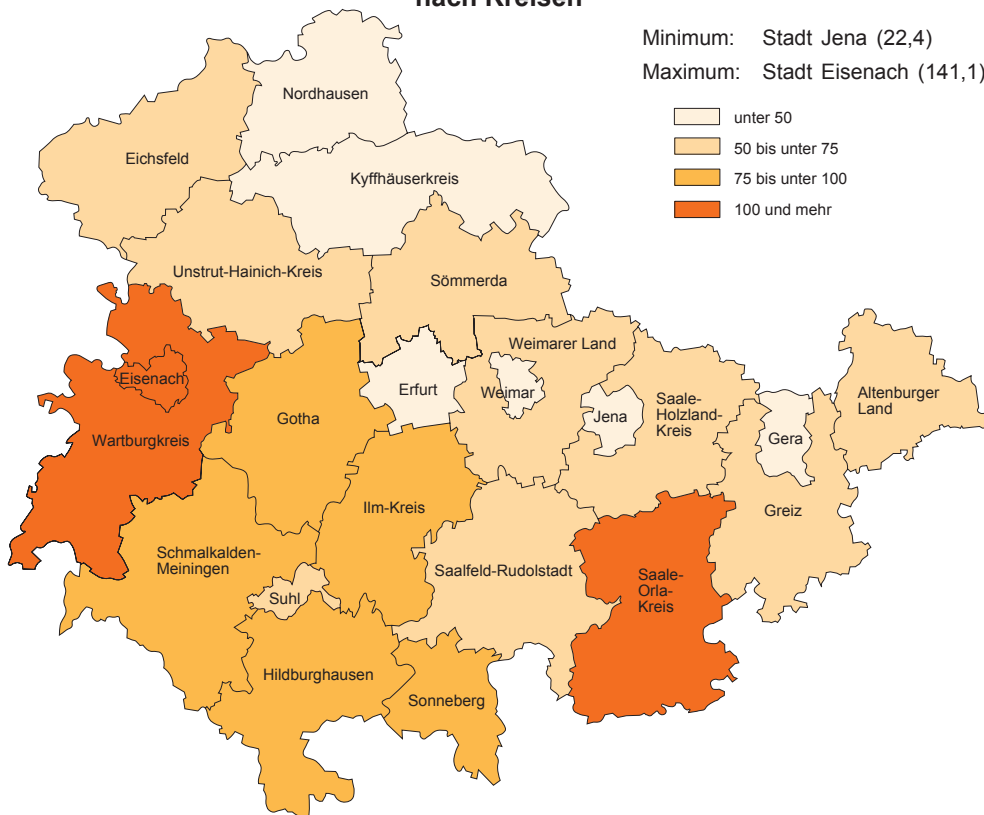 nach Kreisen
Minimum: Stadt Jena (22,4)
Maximum: Stadt Eisenach (141,1)
unter 50
50 bis unter 75
75 bis unter 100
100 und mehr
Nordhausen
Eichsfeld
Kyffhäuserkreis
Unstrut-Hainich-Kreis
Sömmerda
Weimarer Land
Eisenach
Erfurt
Weimar
Jena
Saale-
Holzland-
Kreis
Altenburger
Land
Gotha
Wartburgkreis
Gera
Ilm-Kreis
Greiz
Schmalkalden-
Meiningen
Saalfeld-Rudolstadt
Saale-
Orla-
Kreis
Suhl
Hildburghausen
Sonneberg